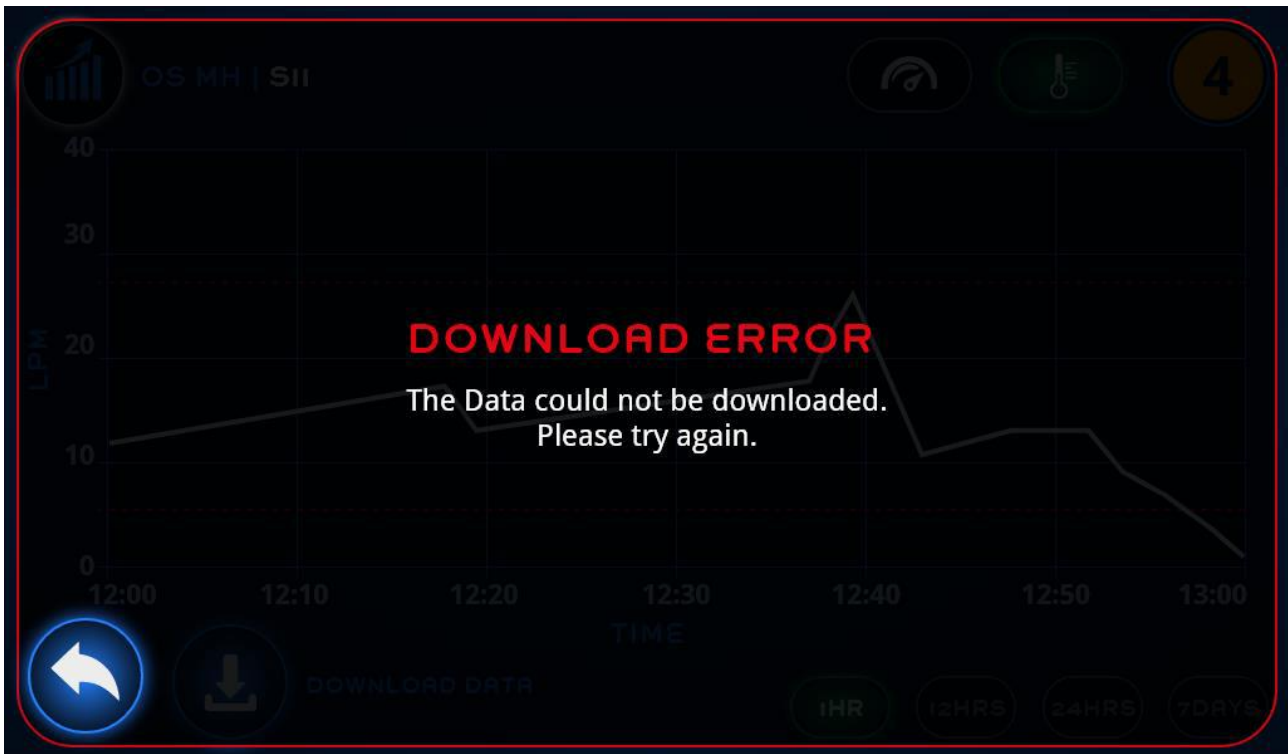 OS MH | S11
4
40
30
20
10
0
LPM
DOWNLOAD ERROR
The Data could not be downloaded.
Please try again.
12:00 12:10 12:20 12:30 12:40 12:50 13:00
TIME
DOWNLOAD DATA
1HR 12HRS 24HRS 7DAYS